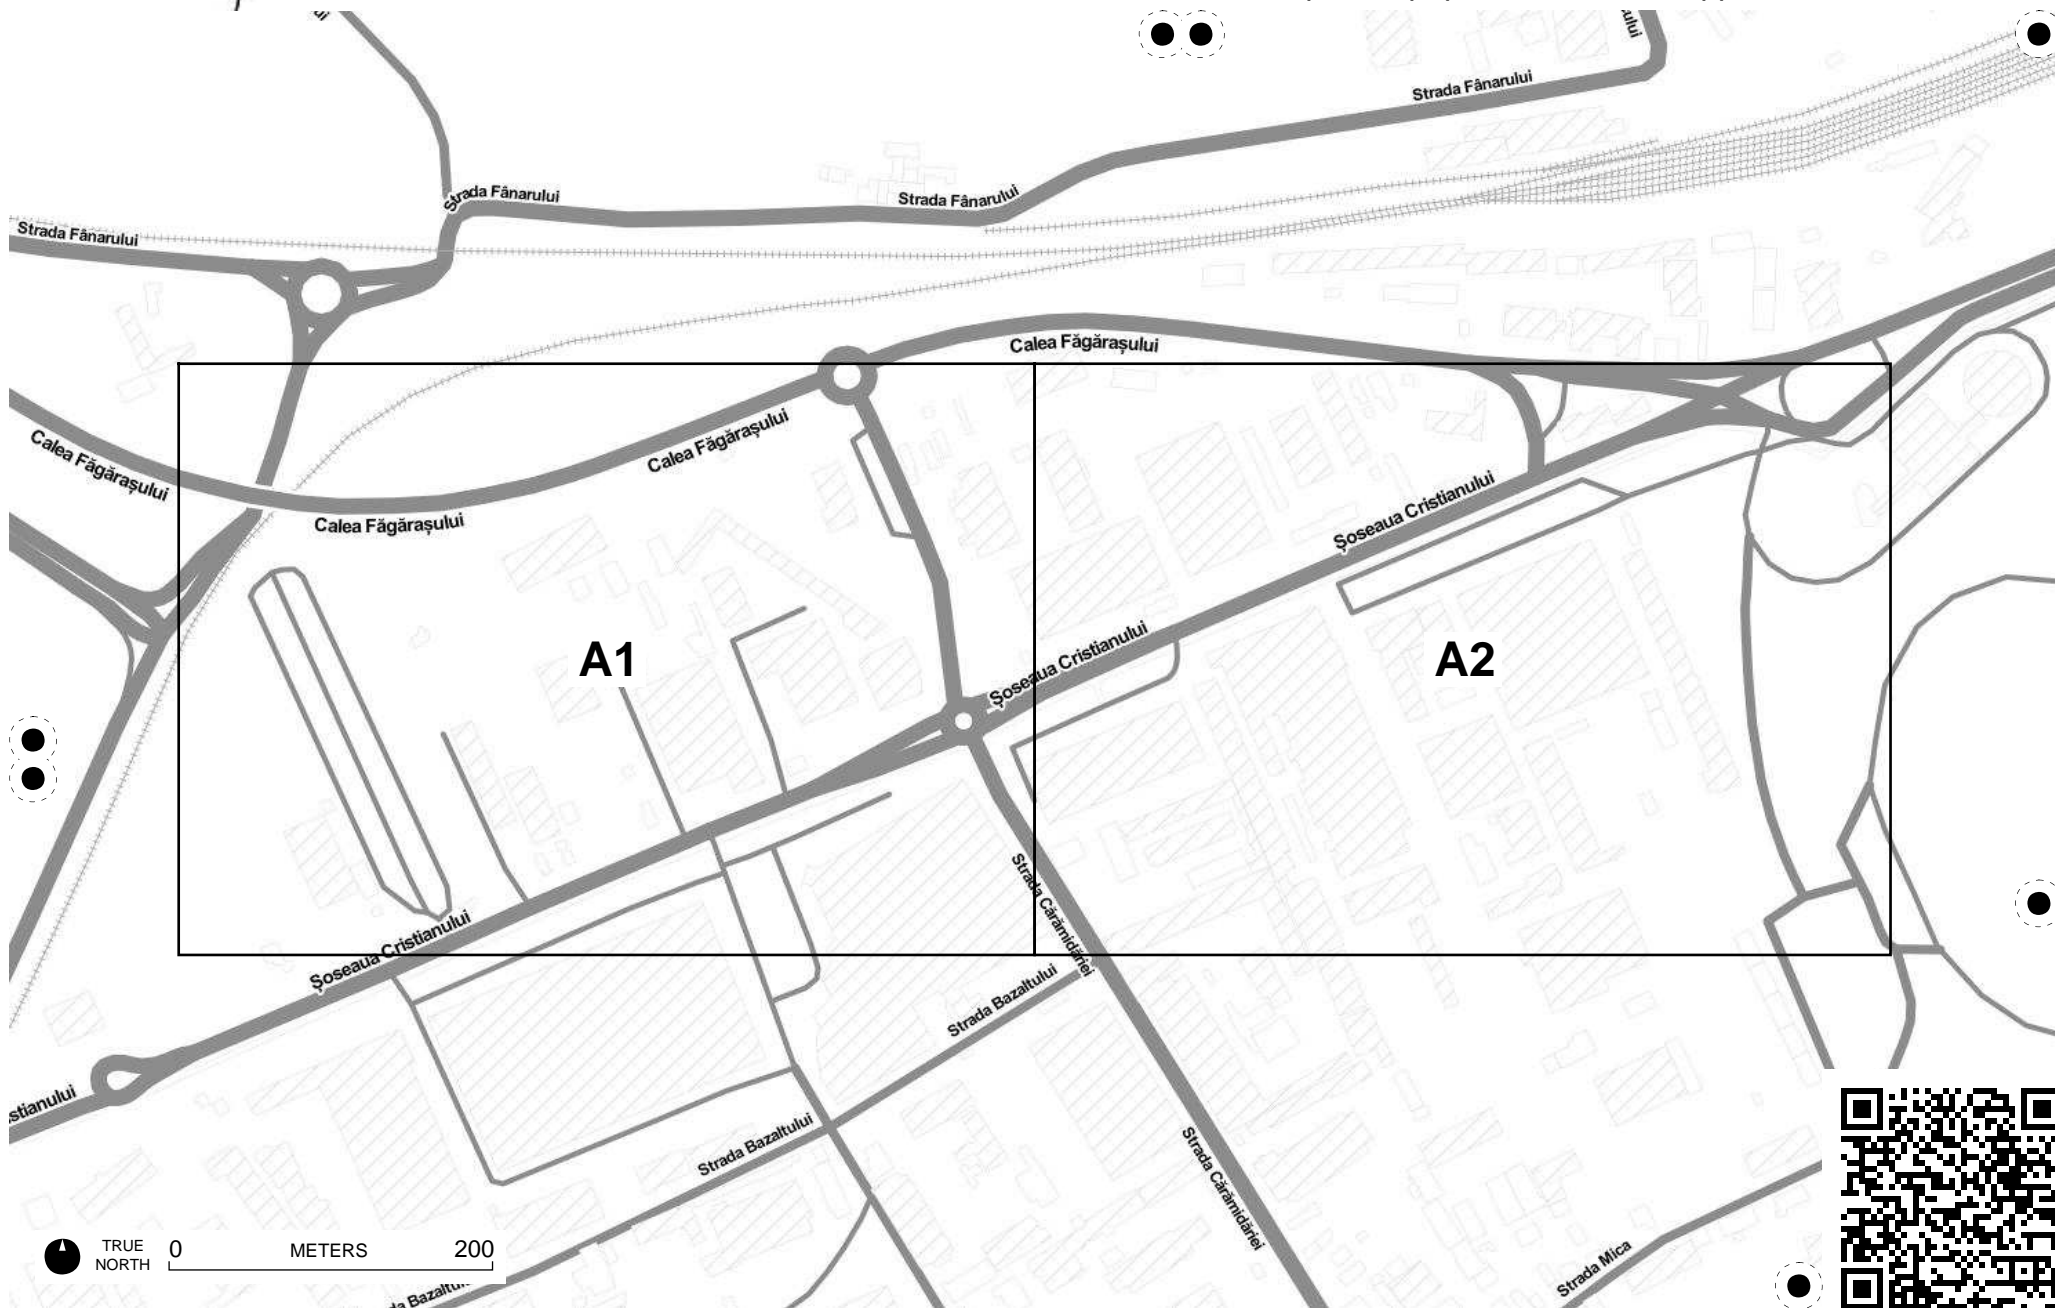 Strada Fânarului
Strada Fânarului
Strada Fânarului
Strada Fânarului
Calea Făgărașului
Calea Făgărașului
Calea Făgărașului
Calea Făgărașului
Șoseaua Cristianului
A1
A2
Șoseaua Cristianului
Strada Cărămidăriei
Șoseaua Cristianului
Strada Bazaltului
stianului
Strada Bazaltului
Strada Cărămidăriei
TRUE NORTH
0 METERS 200
Strada Mica